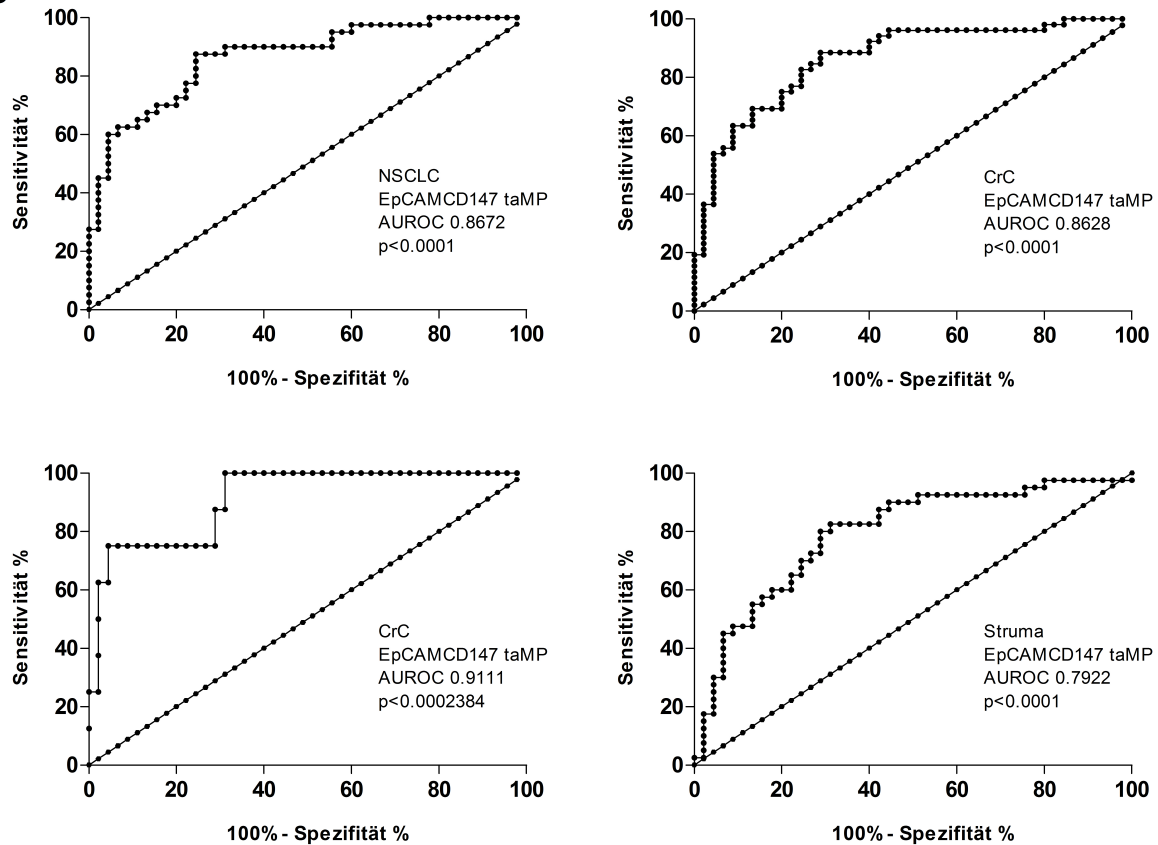 100
80
60
40
20
0
Sensitivität %
NSCLC
EpCAMCD147 taMP
AUROC 0.8672
p<0.0001
0 20 40 60 80 100
100% - Spezifität %
100
80
60
40
20
0
Sensitivität %
CrC
EpCAMCD147 taMP
AUROC 0.8628
p<0.0001
0 20 40 60 80 100
100% - Spezifität %
100
80
60
40
20
0
Sensitivität %
CrC
EpCAMCD147 taMP
AUROC 0.9111
p<0.0002384
0 20 40 60 80 100
100% - Spezifität %
100
80
60
40
20
0
Sensitivität %
Struma
EpCAMCD147 taMP
AUROC 0.7922
p<0.0001
0 20 40 60 80 100
100% - Spezifität %